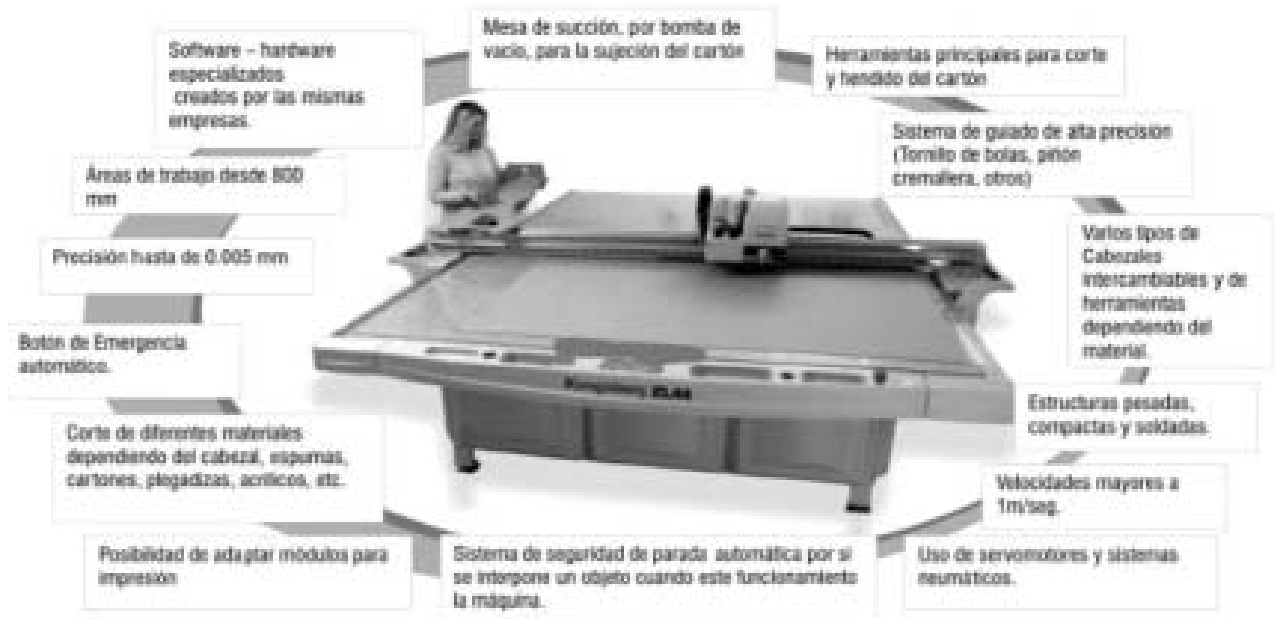 Mesa de succión, por bomba de
vacío, para la sujeción del cartón
Herramientas principales para corte
y hendido del cartón
Sistema de guiado de alta precisión
(Tornillo de bolas, piñón
cremallera, otros)
Varios tipos de
Cabezales
intercambiables y de
herramientas
dependiendo del
material.
Estructuras pesadas,
compactas y soldadas.
Velocidades mayores a
1m/seg.
Uso de servomotores y sistemas
neumáticos.
Sistema de seguridad de parada automática por si
se interpone un objeto cuando este funcionamiento
la máquina.
Posibilidad de adaptar módulos para
impresión
Corte de diferentes materiales
dependiendo del cabezal, espumas,
cartones, plegadizas, acrílicos, etc.
Botón de Emergencia
automático.
Precisión hasta de 0.005 mm
Áreas de trabajo desde 800
mm
Software – hardware
especializados
creados por las mismas
empresas.
Kongsberg